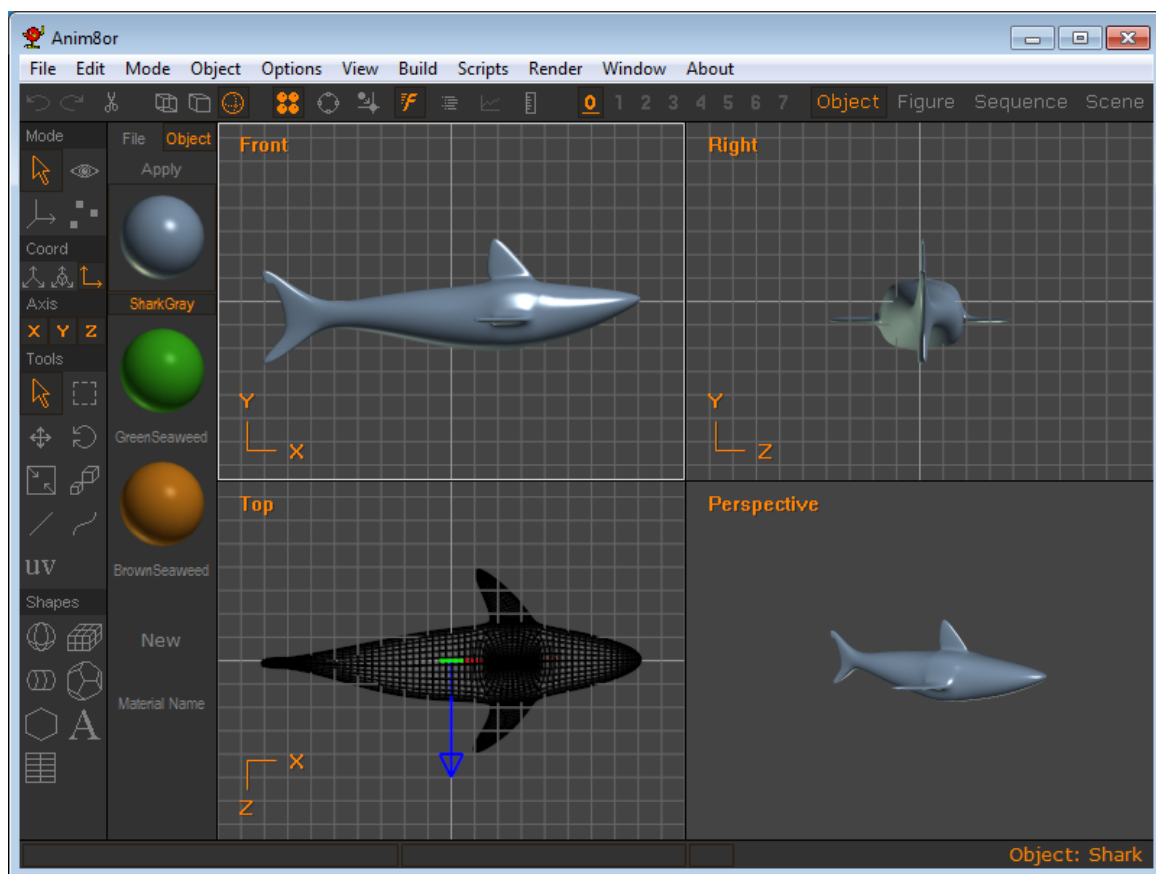 Anim8or
File Edit Mode Object Options View Build Scripts Render Window About
0 1 2 3 4 5 6 7 Object Figure Sequence Scene
Mode
File Object
Apply
Coord
Axis
X Y Z
Tools
SharkGray
GreenSeaweed
BrownSeaweed
uv
Shapes
A
New
Material Name
Front
Y
X
Right
Y
Z
Top
X
Z
Perspective
Object: Shark